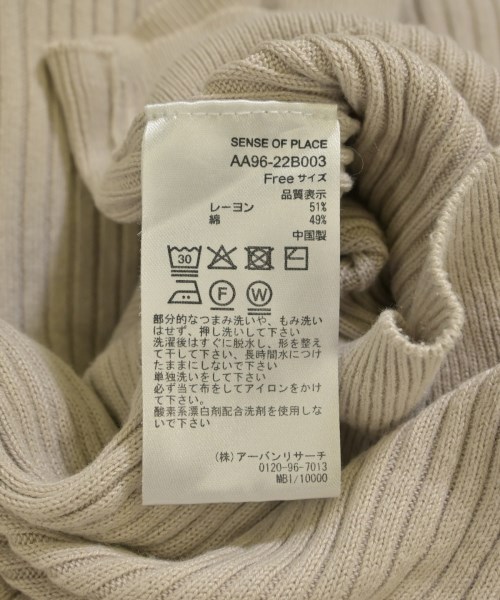 SENSE OF PLACE
AA96-22B003
Free サイズ
品質表示
レーヨン 51%
綿 49%
中国製
30
F W
部分的なつまみ洗いや、もみ洗い
はせず、押し洗いして下さい
洗濯後はすぐに脱水し、形を整え
て干して下さい、長時間水につけ
たままにしないで下さい
単独洗いをして下さい
必ず当て布をしてアイロンをかけ
て下さい。
酸素系漂白剤配合洗剤を使用しな
いで下さい
(株)アーバンリサーチ
0120-96-7013
MBI/10000